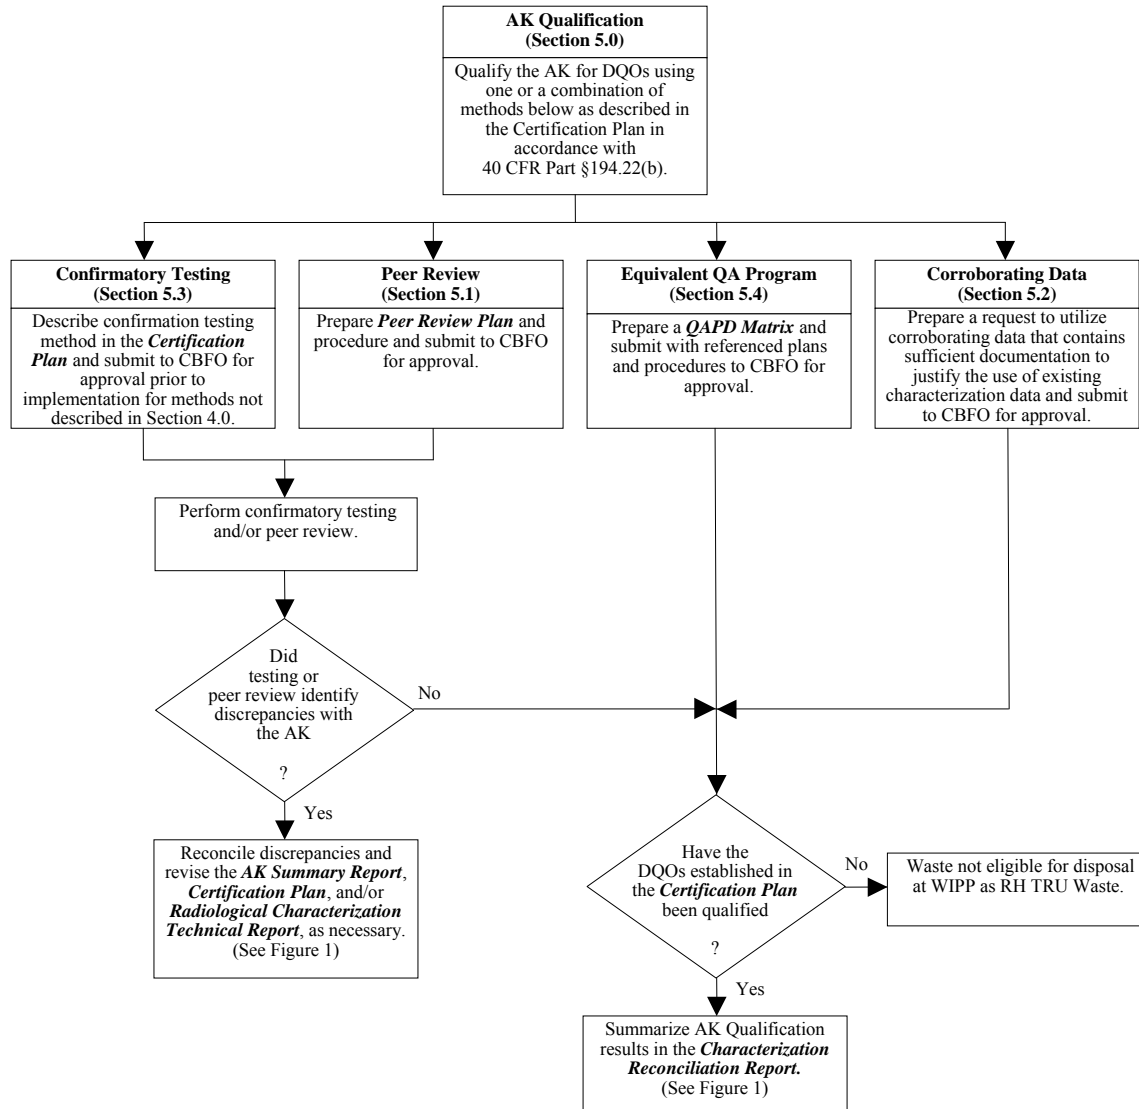 AK Qualification
(Section 5.0)
Qualify the AK for DQOs using
one or a combination of
methods below as described in
the Certification Plan in
accordance with
40 CFR Part §194.22(b).
Confirmatory Testing
(Section 5.3)
Describe confirmation testing
method in the Certification
Plan and submit to CBFO for
approval prior to
implementation for methods not
described in Section 4.0.
Peer Review
(Section 5.1)
Prepare Peer Review Plan and
procedure and submit to CBFO
for approval.
Equivalent QA Program
(Section 5.4)
Prepare a QAPD Matrix and
submit with referenced plans
and procedures to CBFO for
approval.
Corroborating Data
(Section 5.2)
Prepare a request to utilize
corroborating data that contains
sufficient documentation to
justify the use of existing
characterization data and submit
to CBFO for approval.
Perform confirmatory testing
and/or peer review.
Did
testing or
peer review identify
discrepancies with
the AK
?
No
Yes
Reconcile discrepancies and
revise the AK Summary Report,
Certification Plan, and/or
Radiological Characterization
Technical Report, as necessary.
(See Figure 1)
Have the
DQOs established in
the Certification Plan
been qualified
?
No
Waste not eligible for disposal
at WIPP as RH TRU Waste.
Yes
Summarize AK Qualification
results in the Characterization
Reconciliation Report.
(See Figure 1)